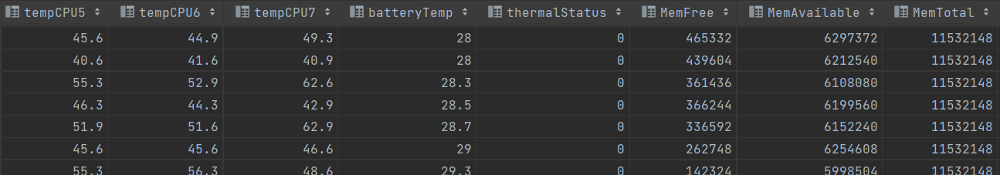 tempCPU5 tempCPU6 tempCPU7 batteryTemp thermalStatus MemFree MemAvailable MemTotal
45.6 44.9 49.3 28 0 465332 6297372 11532148
40.6 41.6 40.9 28 0 439604 6212540 11532148
55.3 52.9 62.6 28.3 0 361436 6108080 11532148
46.3 44.3 42.9 28.5 0 366244 6199560 11532148
51.9 51.6 62.9 28.7 0 336592 6152240 11532148
45.6 45.6 46.6 29 0 262748 6254608 11532148
55.3 56.3 48.6 29.3 0 142324 5998504 11532148